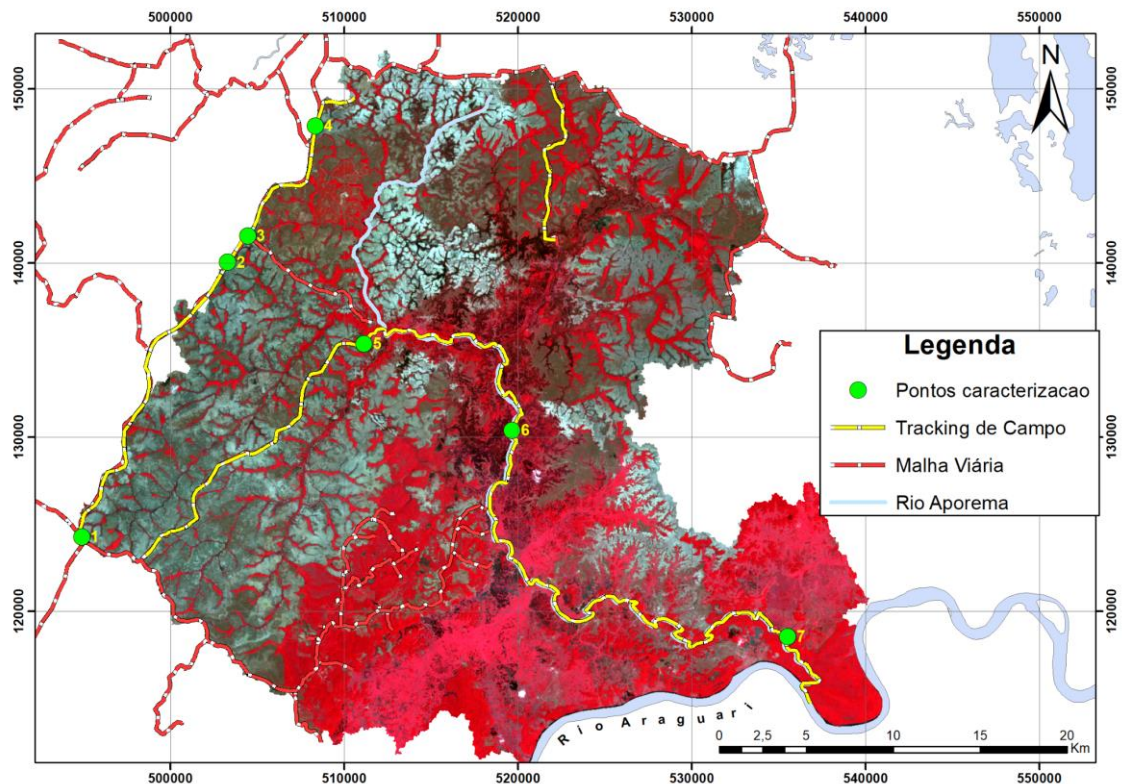 500000 510000 520000 530000 540000 550000
150000 150000
140000 140000
130000 130000
120000 120000
N
4
3
2
5
6
1
7
Legenda
Pontos caracterizacao
Tracking de Campo
Malha Viária
Rio Aporema
Rio Araguari
0 2,5 5 10 15 20
Km
500000 510000 520000 530000 540000 550000